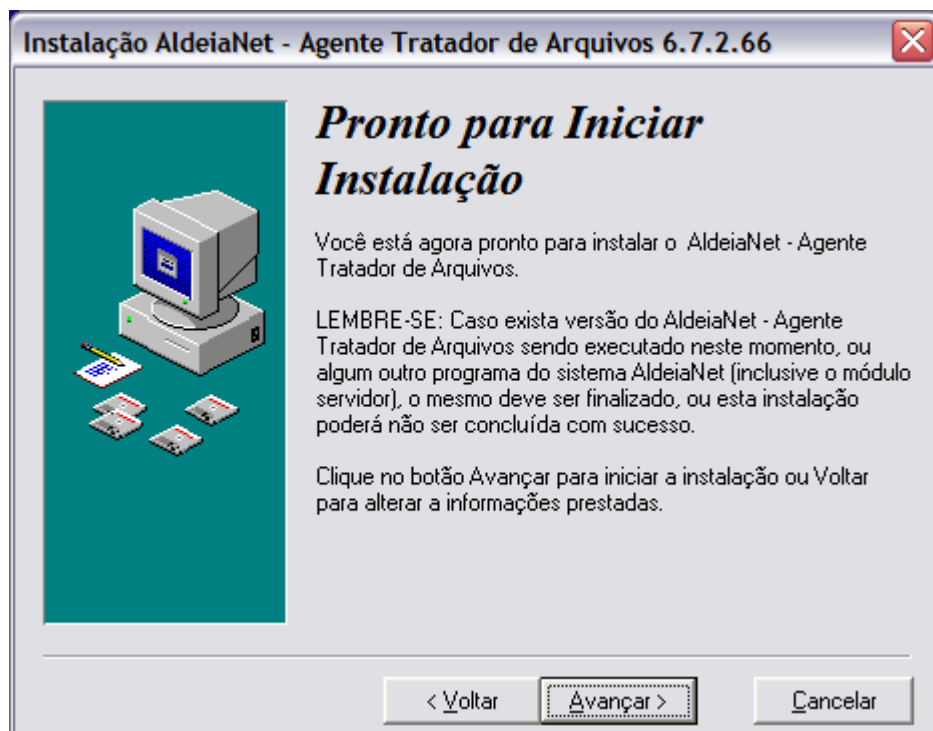 Instalação AldeiaNet - Agente Tratador de Arquivos 6.7.2.66
Pronto para Iniciar
Instalação
Você está agora pronto para instalar o AldeiaNet - Agente
Tratador de Arquivos.
LEMBRE-SE: Caso exista versão do AldeiaNet - Agente
Tratador de Arquivos sendo executado neste momento, ou
algum outro programa do sistema AldeiaNet (inclusive o módulo
servidor), o mesmo deve ser finalizado, ou esta instalação
poderá não ser concluída com sucesso.
Clique no botão Avançar para iniciar a instalação ou Voltar
para alterar a informações prestadas.
< Voltar
Avançar >
Cancelar